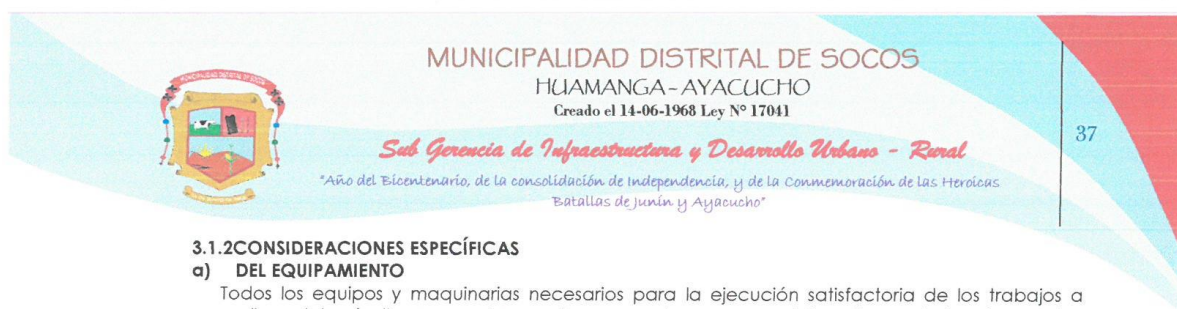 MUNICIPALIDAD DISTRITAL DE SOCOS
HUAMANGA-AYACUCHO
Creado el 14-06-1968 Ley Nº 17041
Sub Gerencia de Infraestructura y Desarrollo Urbano - Rural
"Año del Bicentenario, de la consolidación de Independencia, y de la Conmemoración de las Heroicas
Batallas de Junín y Ayacucho"
37
3.1.2CONSIDERACIONES ESPECÍFICAS
a) DEL EQUIPAMIENTO
Todos los equipos y maquinarias necesarios para la ejecución satisfactoria de los trabajos a